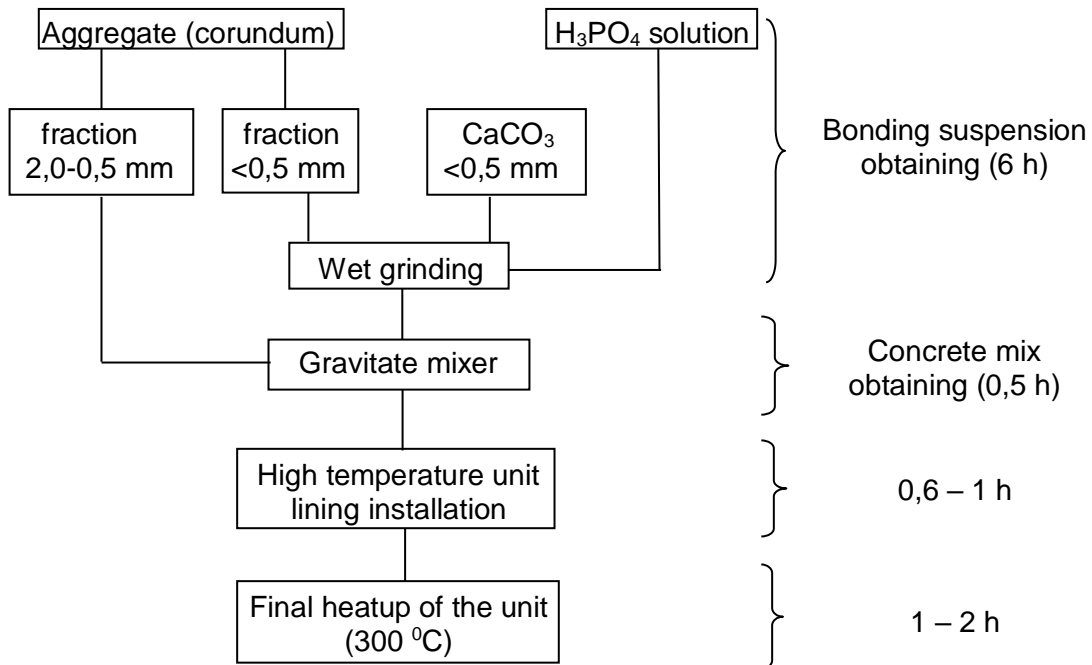 Aggregate (corundum)
H₃PO₄ solution
fraction
2,0-0,5 mm
fraction
<0,5 mm
CaCO₃
<0,5 mm
Bonding suspension
obtaining (6 h)
Wet grinding
Gravitate mixer
Concrete mix
obtaining (0,5 h)
High temperature unit
lining installation
0,6 – 1 h
Final heatup of the unit
(300 ⁰C)
1 – 2 h